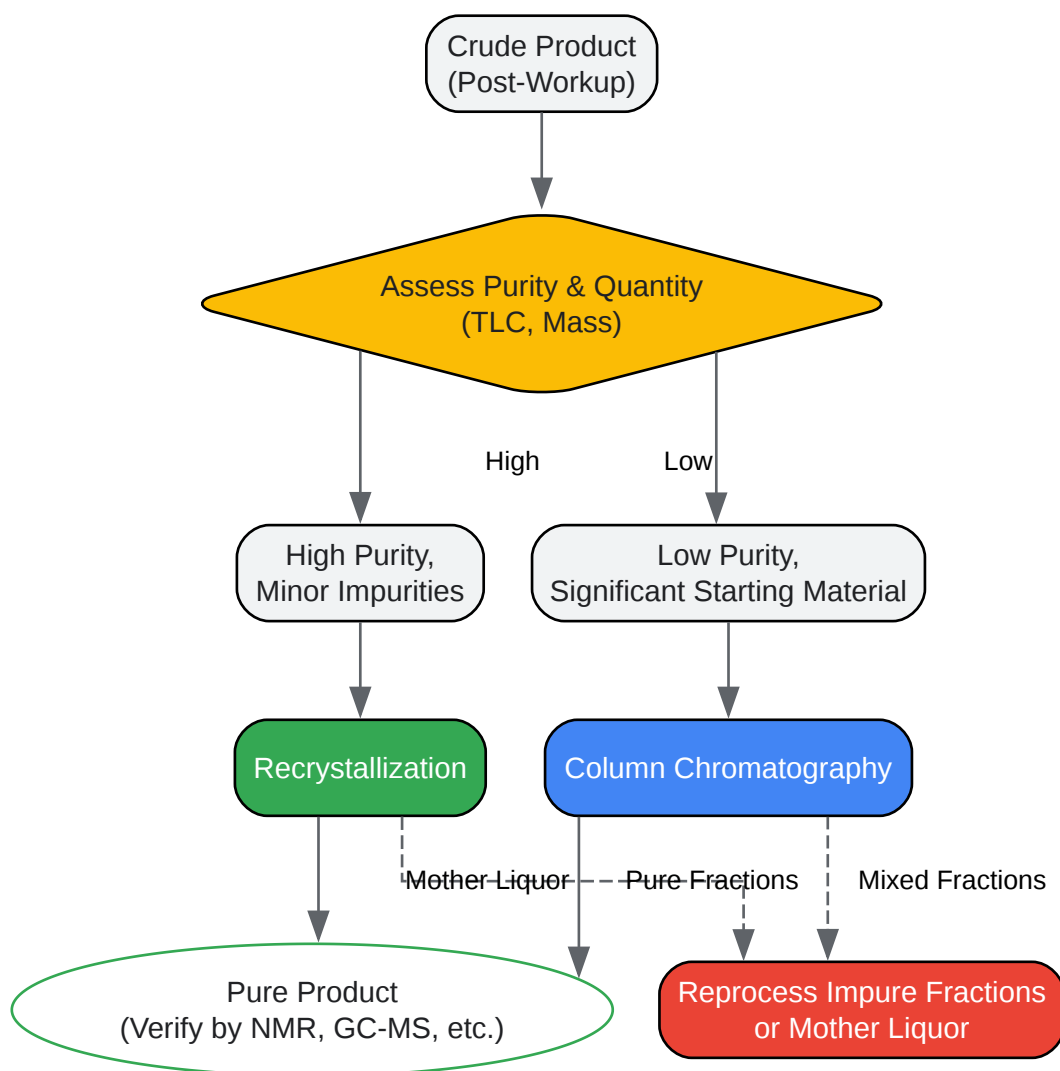 Crude Product
(Post-Workup)
Assess Purity & Quantity
(TLC, Mass)
High
Low
High Purity,
Minor Impurities
Low Purity,
Significant Starting Material
Recrystallization
Column Chromatography
Mother Liquor
Pure Fractions
Mixed Fractions
Pure Product
(Verify by NMR, GC-MS, etc.)
Reprocess Impure Fractions
or Mother Liquor